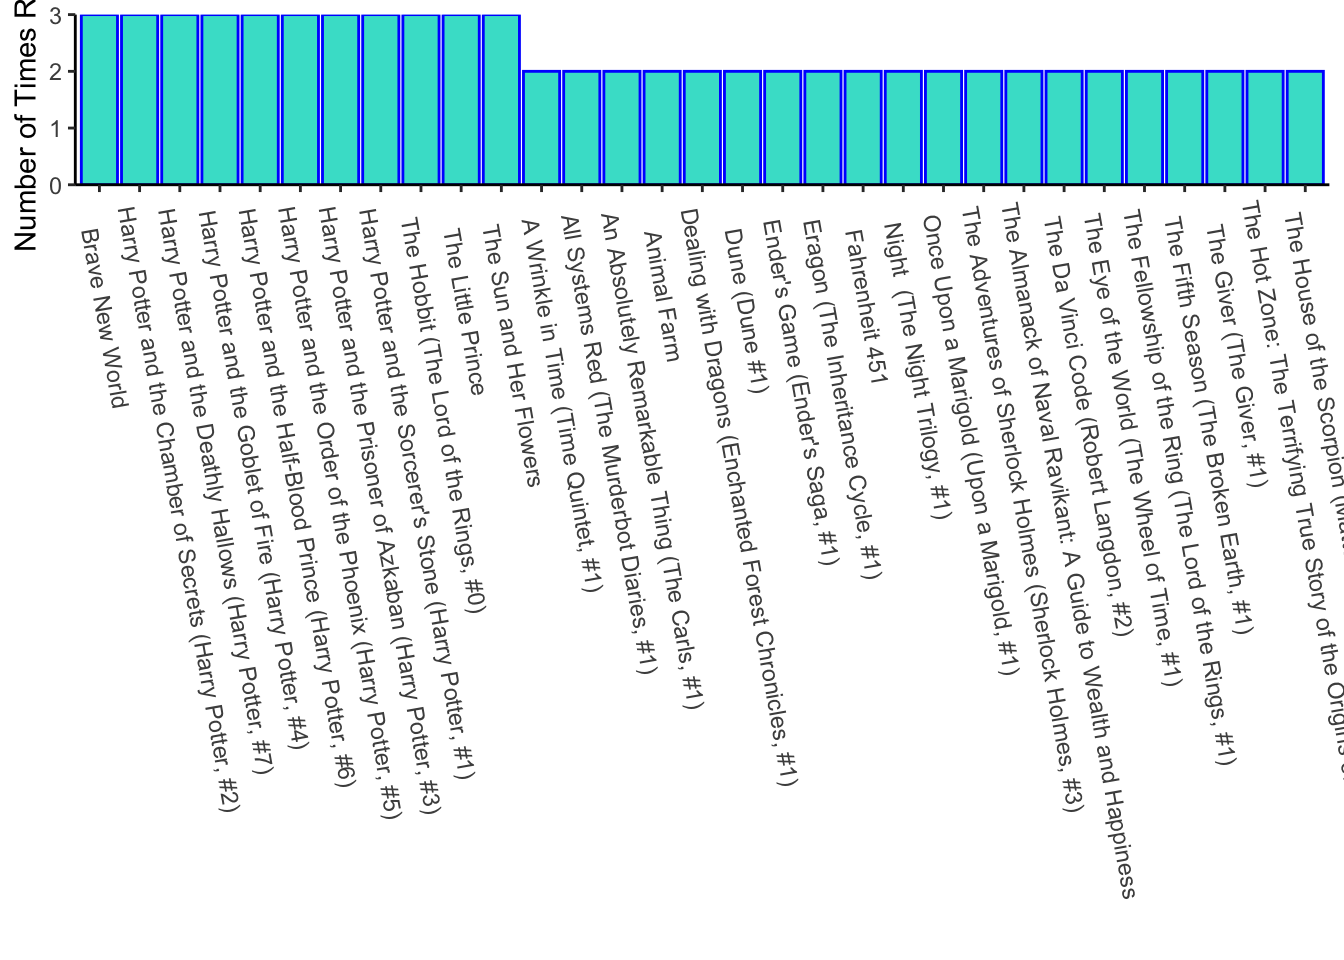 Number of Times R
3
2
1
0
Brave New World
Harry Potter and the Chamber of Secrets (Harry Potter, #2)
Harry Potter and the Deathly Hallows (Harry Potter, #7)
Harry Potter and the Goblet of Fire (Harry Potter, #4)
Harry Potter and the Half-Blood Prince (Harry Potter, #6)
Harry Potter and the Order of the Phoenix (Harry Potter, #5)
Harry Potter and the Prisoner of Azkaban (Harry Potter, #3)
Harry Potter and the Sorcerer's Stone (Harry Potter, #1)
The Hobbit (The Lord of the Rings, #0)
The Little Prince
The Sun and Her Flowers
A Wrinkle in Time (Time Quintet, #1)
All Systems Red (The Murderbot Diaries, #1)
An Absolutely Remarkable Thing (The Carls, #1)
Animal Farm
Dealing with Dragons (Enchanted Forest Chronicles, #1)
Dune (Dune #1)
Ender's Game (Ender's Saga, #1)
Eragon (The Inheritance Cycle, #1)
Fahrenheit 451
Night  (The Night Trilogy, #1)
Once Upon a Marigold (Upon a Marigold, #1)
The Adventures of Sherlock Holmes (Sherlock Holmes, #3)
The Almanack of Naval Ravikant: A Guide to Wealth and Happiness
The Da Vinci Code (Robert Langdon, #2)
The Eye of the World (The Wheel of Time, #1)
The Fellowship of the Ring (The Lord of the Rings, #1)
The Fifth Season (The Broken Earth, #1)
The Giver (The Giver, #1)
The Hot Zone: The Terrifying True Story of the Origins
The House of the Scorpion